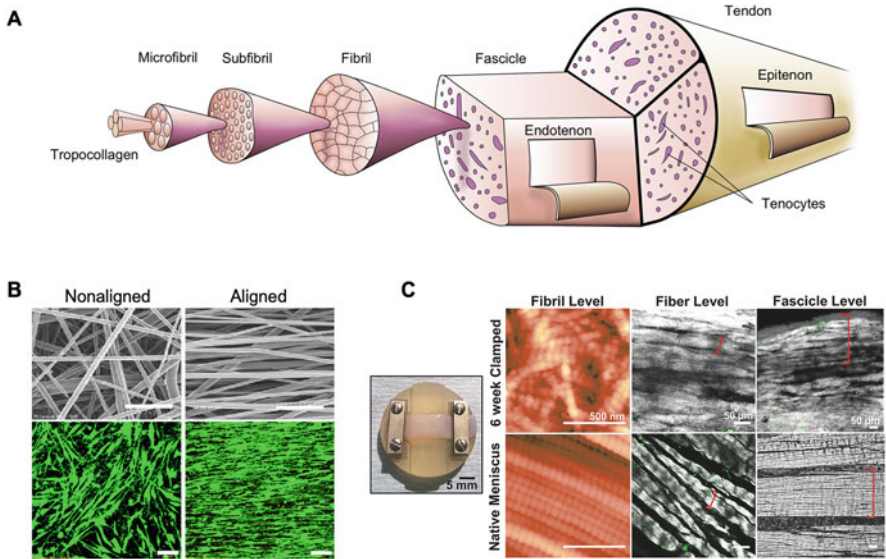 A
Tendon
Microfibril
Subfibril
Fibril
Fascicle
Epitenon
Endotenon
Tropocollagen
Tenocytes
B
Nonaligned
Aligned
C
Fibril Level
Fiber Level
Fascicle Level
6 week Clamped
500 nm
50 µm
50 µm
Native Meniscus
5 mm